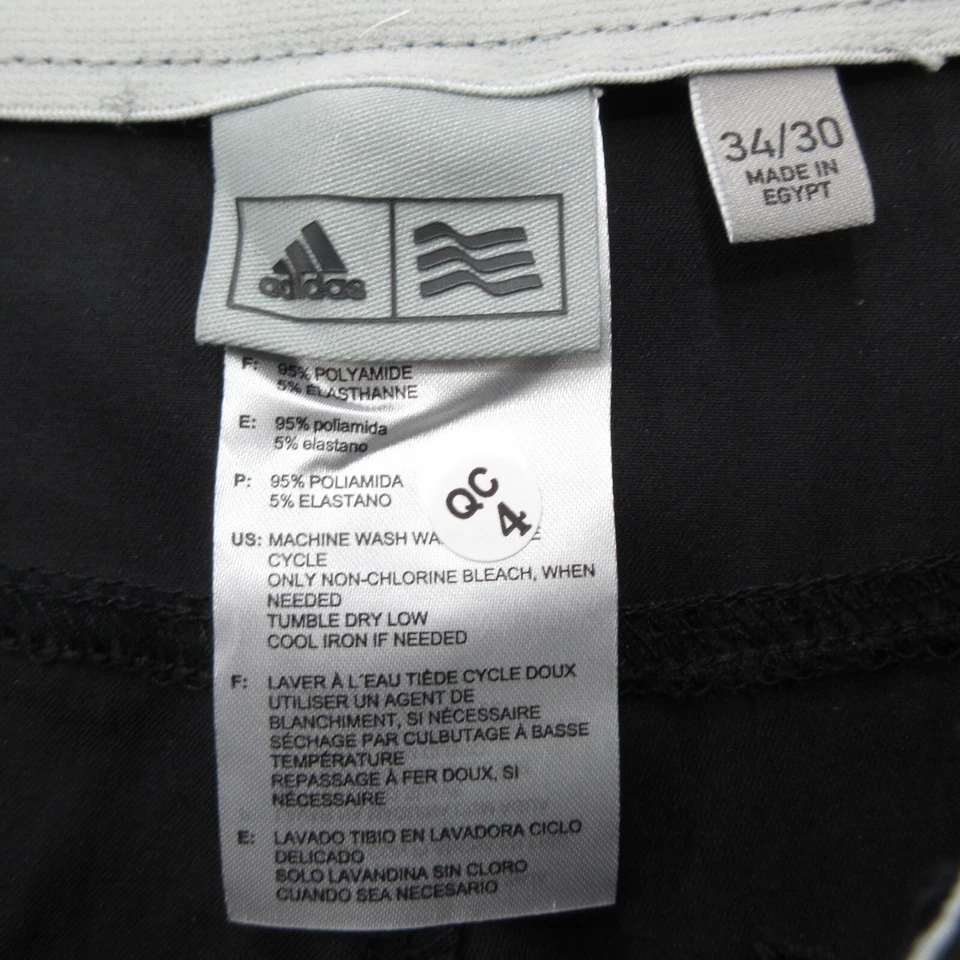 34/30
MADE IN
EGYPT
adidas
F: 95% POLYAMIDE
5% ELASTHANNE
E: 95% poliamida
5% elastano
P: 95% POLIAMIDA
5% ELASTANO
QC
4
US: MACHINE WASH
CYCLE
ONLY NON-CHLORINE BLEACH, WHEN
NEEDED
TUMBLE DRY LOW
COOL IRON IF NEEDED
F: LAVER À L'EAU TIÈDE CYCLE DOUX
UTILISER UN AGENT DE
BLANCHIMENT, SI NÉCESSAIRE
SÉCHAGE PAR CULBUTAGE À BASSE
TEMPÉRATURE
REPASSAGE À FER DOUX, SI
NÉCESSAIRE
E: LAVADO TIBIO EN LAVADORA CICLO
DELICADO
SOLO LAVANDINA SIN CLORO
CUANDO SEA NECESARIO